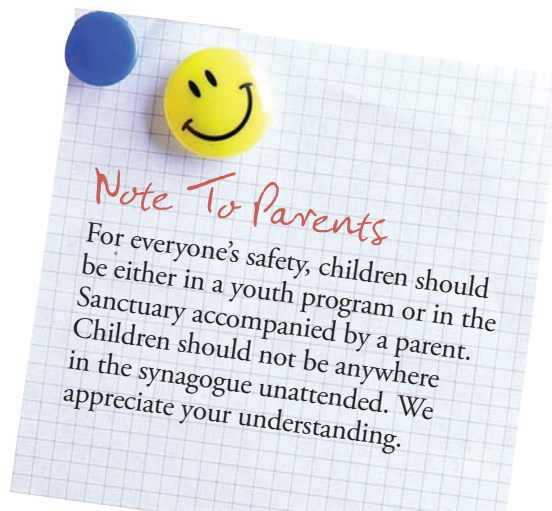 Note To Parents
For everyone's safety, children should
be either in a youth program or in the
Sanctuary accompanied by a parent.
Children should not be anywhere
in the synagogue unattended. We
appreciate your understanding.